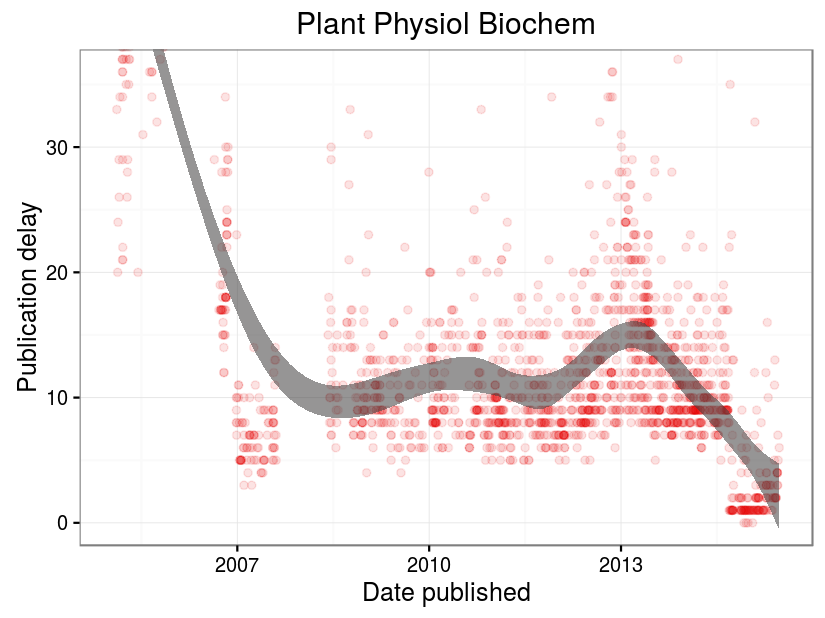 Plant Physiol Biochem
Publication delay
30
20
10
0
2007 2010 2013
Date published